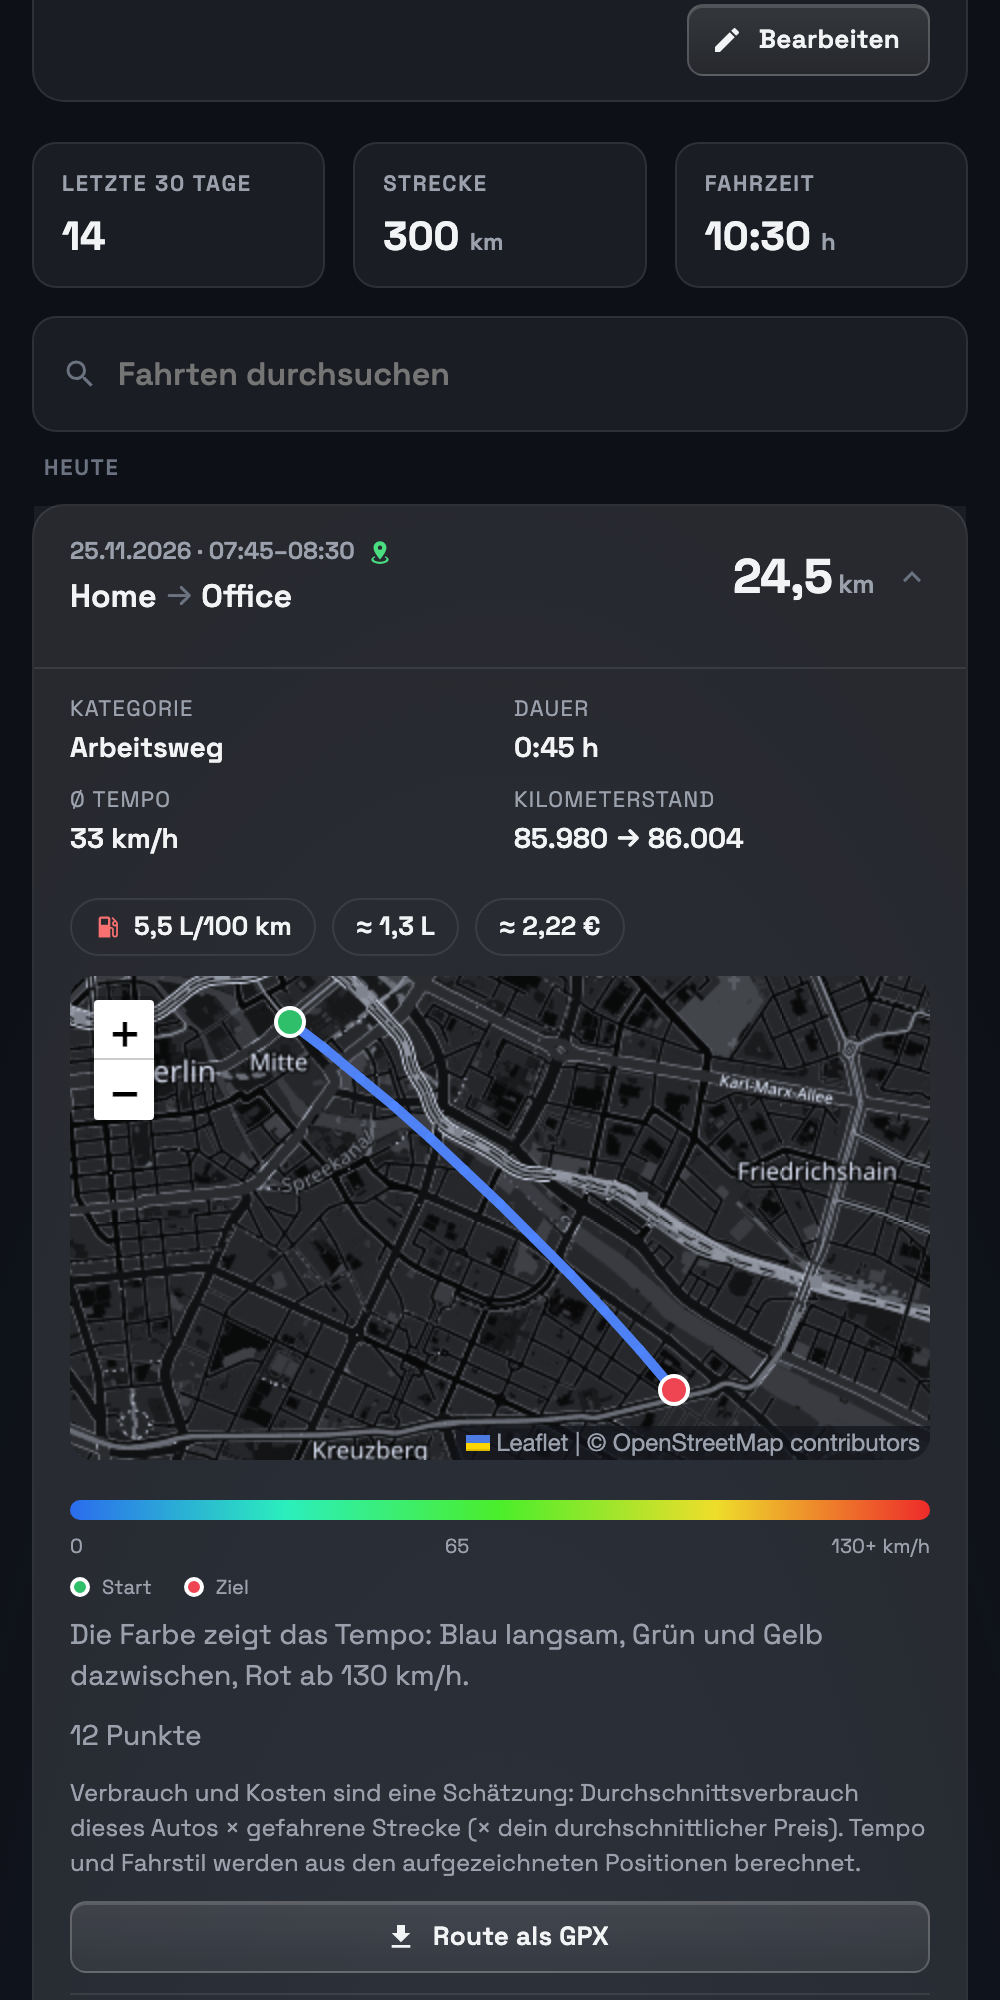 Bearbeiten
LETZTE 30 TAGE
14
STRECKE
300 km
FAHRZEIT
10:30 h
Fahrten durchsuchen
HEUTE
25.11.2026 · 07:45–08:30
Home → Office
24,5 km
KATEGORIE
Arbeitsweg
DAUER
0:45 h
Ø TEMPO
33 km/h
KILOMETERSTAND
85.980 → 86.004
5,5 L/100 km
≈ 1,3 L
≈ 2,22 €
+
−
erlin
Mitte
Karl-Marx-Allee
Spreekanal
Friedrichshain
Kreuzberg
Leaflet | © OpenStreetMap contributors
0
65
130+ km/h
Start
Ziel
Die Farbe zeigt das Tempo: Blau langsam, Grün und Gelb
dazwischen, Rot ab 130 km/h.
12 Punkte
Verbrauch und Kosten sind eine Schätzung: Durchschnittsverbrauch
dieses Autos × gefahrene Strecke (× dein durchschnittlicher Preis). Tempo
und Fahrstil werden aus den aufgezeichneten Positionen berechnet.
Route als GPX